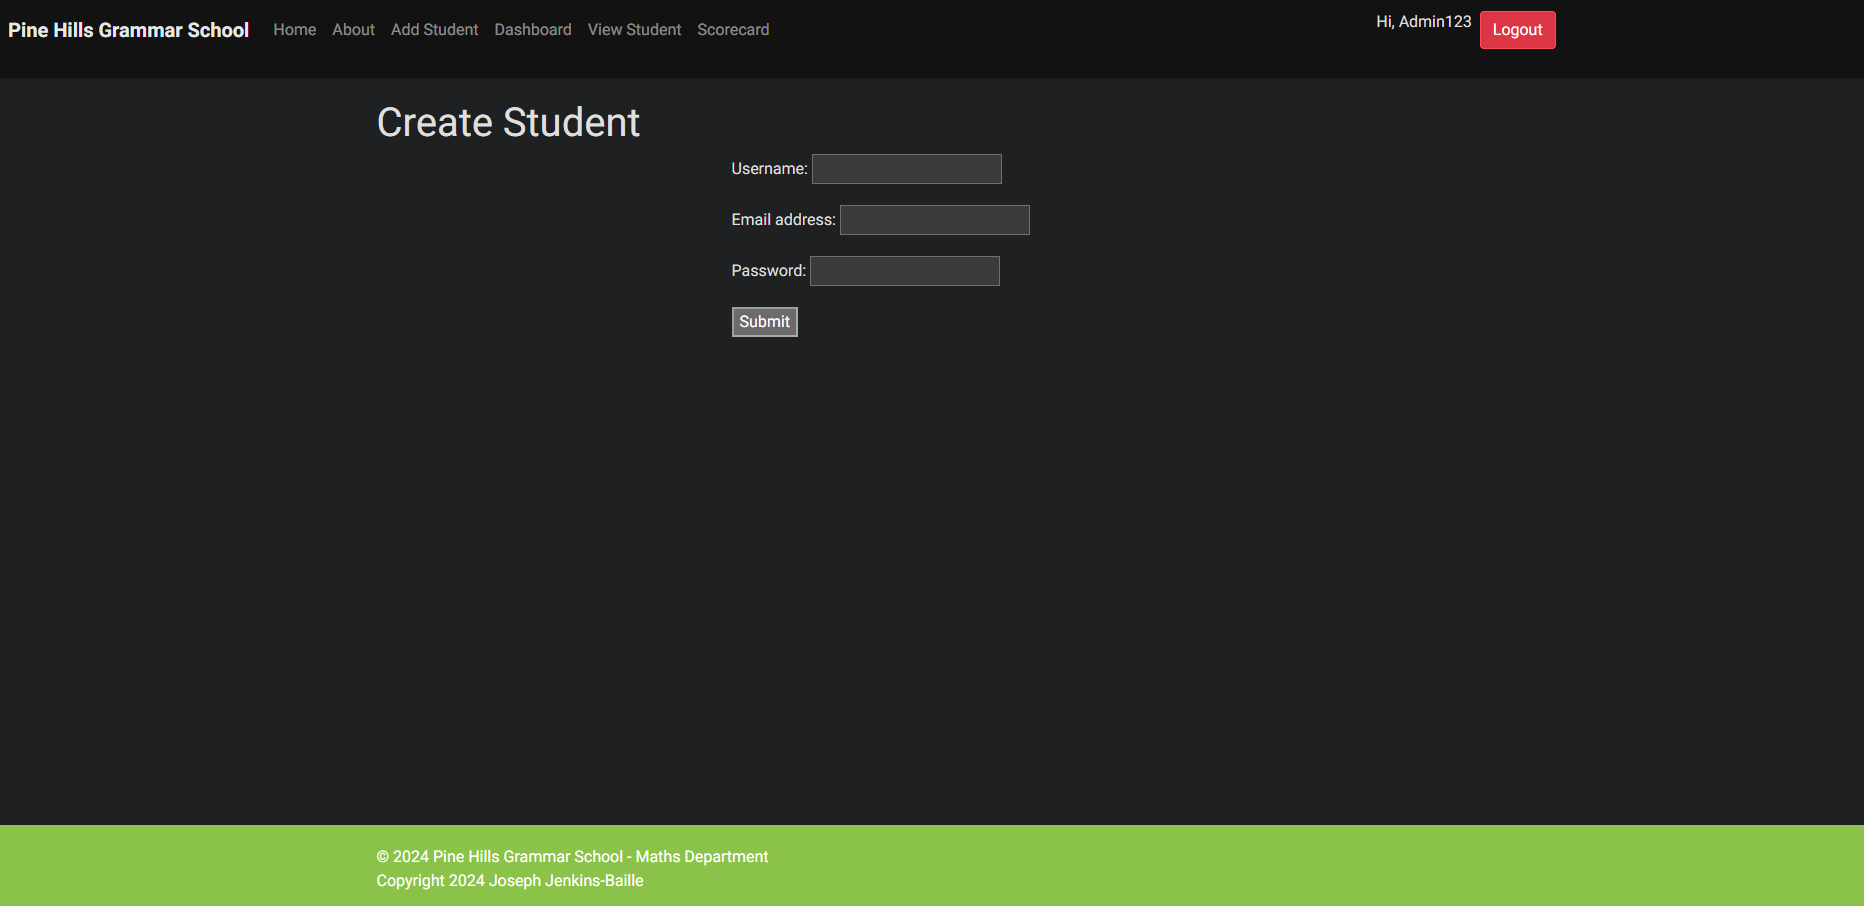 Pine Hills Grammar School Home About Add Student Dashboard View Student Scorecard Hi, Admin123 Logout
Create Student
Username:
Email address:
Password:
Submit
© 2024 Pine Hills Grammar School - Maths Department
Copyright 2024 Joseph Jenkins-Baille